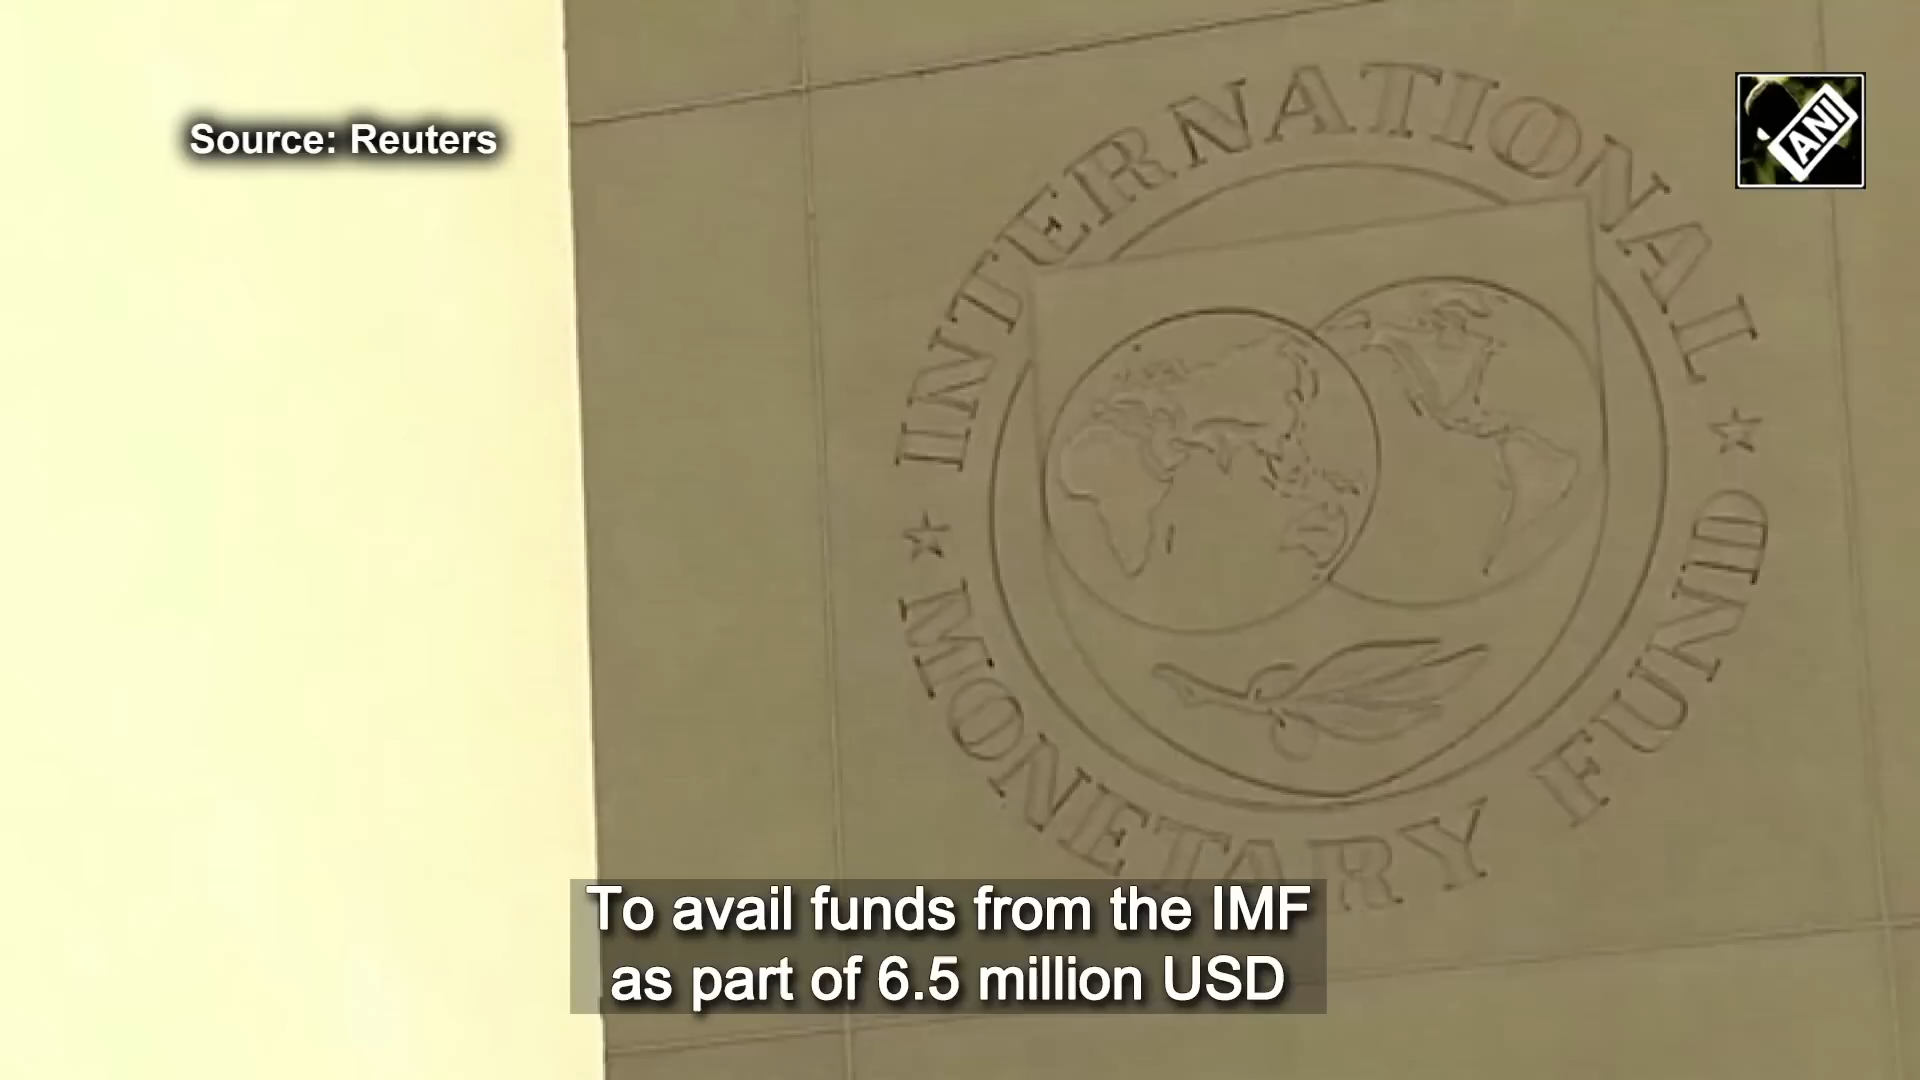 Source: Reuters
ANI
INTERNATIONAL
MONETARY FUND
To avail funds from the IMF
as part of 6.5 million USD